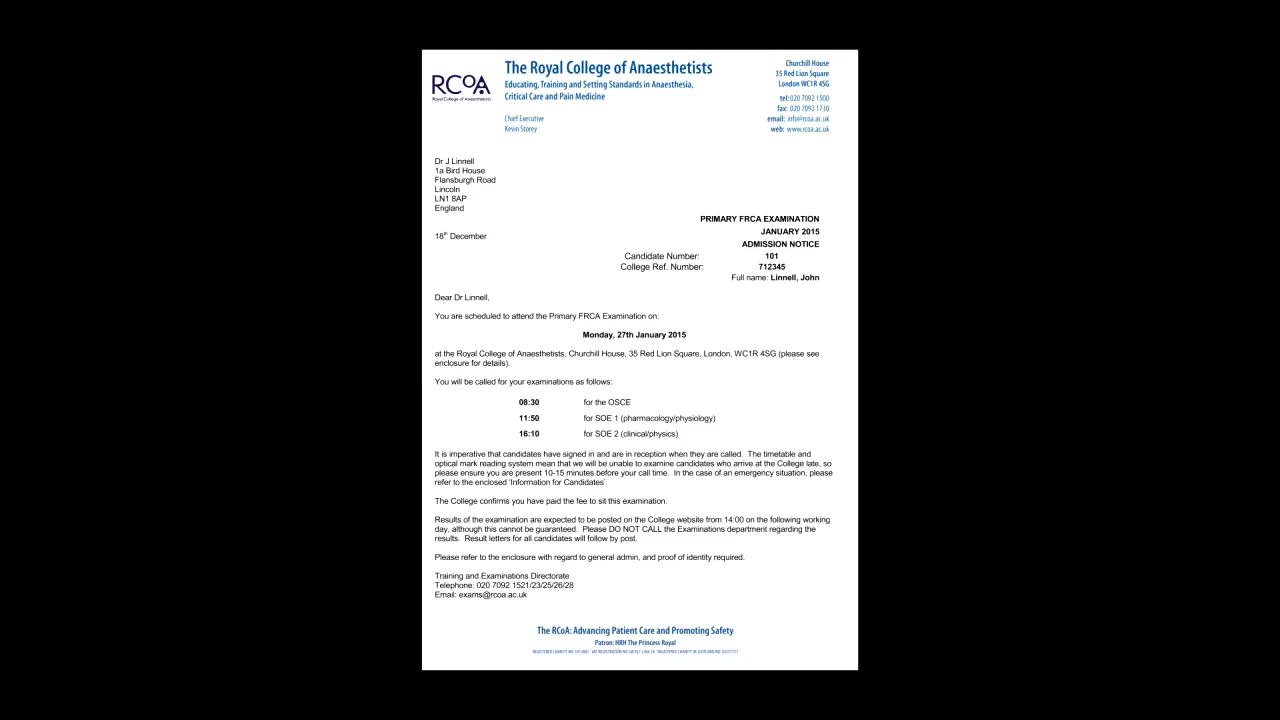 RCOA
Royal College of Anaesthetists
The Royal College of Anaesthetists
Educating, Training and Setting Standards in Anaesthesia,
Critical Care and Pain Medicine
Chief Executive
Kevin Storey
Churchill House
35 Red Lion Square
London WC1R 4SG
tel: 020 7092 1500
fax: 020 7092 1730
email: info@rcoa.ac.uk
web: www.rcoa.ac.uk
Dr J Linnell
1a Bird House
Flansburgh Road
Lincoln
LN1 8AP
England
18th December
PRIMARY FRCA EXAMINATION
JANUARY 2015
ADMISSION NOTICE
Candidate Number: 101
College Ref. Number: 712345
Full name: Linnell, John
Dear Dr Linnell,
You are scheduled to attend the Primary FRCA Examination on:
Monday, 27th January 2015
at the Royal College of Anaesthetists, Churchill House, 35 Red Lion Square, London, WC1R 4SG (please see
enclosure for details).
You will be called for your examinations as follows:
08:30 for the OSCE
11:50 for SOE 1 (pharmacology/physiology)
16:10 for SOE 2 (clinical/physics)
It is imperative that candidates have signed in and are in reception when they are called. The timetable and
optical mark reading system mean that we will be unable to examine candidates who arrive at the College late, so
please ensure you are present 10-15 minutes before your call time. In the case of an emergency situation, please
refer to the enclosed 'Information for Candidates'.
The College confirms you have paid the fee to sit this examination.
Results of the examination are expected to be posted on the College website from 14:00 on the following working
day, although this cannot be guaranteed. Please DO NOT CALL the Examinations department regarding the
results. Result letters for all candidates will follow by post.
Please refer to the enclosure with regard to general admin, and proof of identity required.
Training and Examinations Directorate
Telephone: 020 7092 1521/23/25/26/28
Email: exams@rcoa.ac.uk
The RCoA: Advancing Patient Care and Promoting Safety
Patron: HRH The Princess Royal
REGISTERED CHARITY NO VAT REGISTRATION NO REGISTERED CHARITY IN SCOTLAND NO